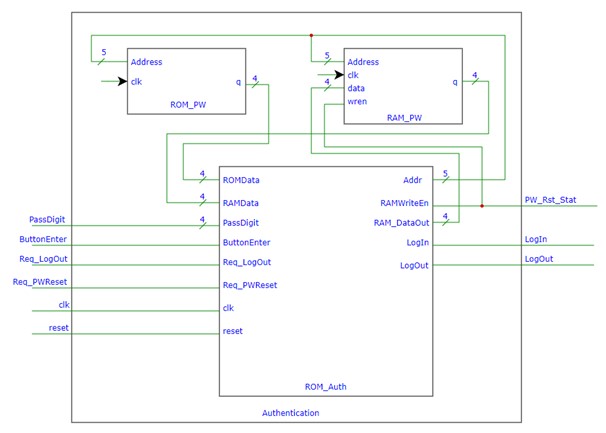 5
Address
clk
q
4
ROM_PW
5
Address
clk
4
data
wren
q
4
RAM_PW
4
ROMData
4
RAMData
4
PassDigit
ButtonEnter
Req_LogOut
Req_PWReset
clk
reset
Addr
5
RAMWriteEn
RAM_DataOut
4
LogIn
LogOut
ROM_Auth
PassDigit
ButtonEnter
Req_LogOut
Req_PWReset
clk
reset
PW_Rst_Stat
LogIn
LogOut
Authentication